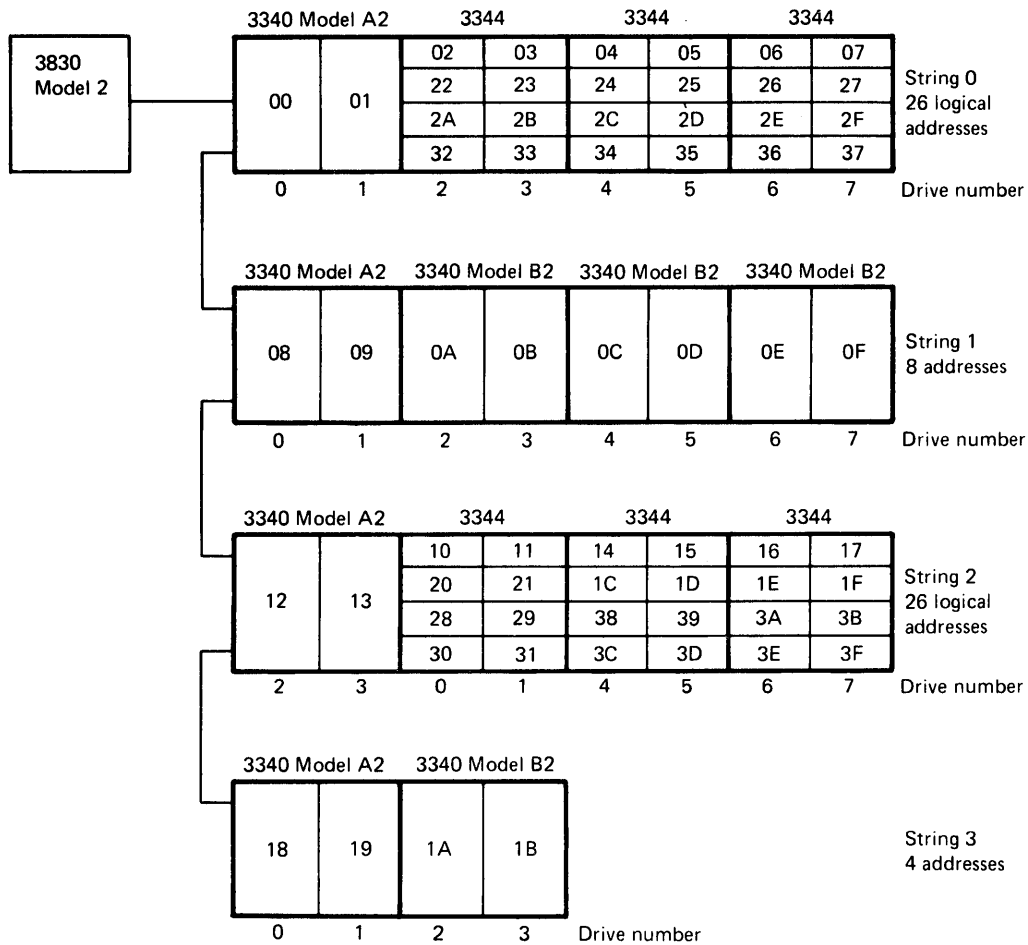 3340 Model A2 3344 3344 3344
3830
Model 2
00 01
02 03 04 05 06 07
22 23 24 25 26 27
2A 2B 2C 2D 2E 2F
32 33 34 35 36 37
String 0
26 logical
addresses
0 1 2 3 4 5 6 7 Drive number
3340 Model A2 3340 Model B2 3340 Model B2 3340 Model B2
08 09 0A 0B 0C 0D 0E 0F
String 1
8 addresses
0 1 2 3 4 5 6 7 Drive number
3340 Model A2 3344 3344 3344
12 13
10 11 14 15 16 17
20 21 1C 1D 1E 1F
28 29 38 39 3A 3B
30 31 3C 3D 3E 3F
String 2
26 logical
addresses
2 3 0 1 4 5 6 7 Drive number
3340 Model A2 3340 Model B2
18 19 1A 1B
String 3
4 addresses
0 1 2 3 Drive number